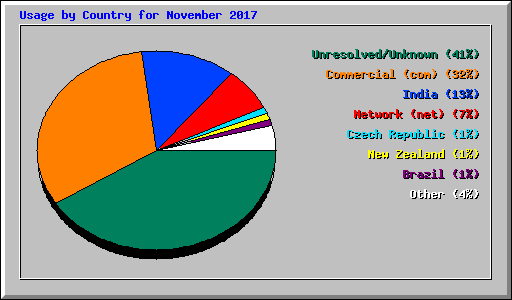 Usage by Country for November 2017
Unresolved/Unknown (41%)
Commercial (com) (32%)
India (13%)
Network (net) (7%)
Czech Republic (1%)
New Zealand (1%)
Brazil (1%)
Other (4%)